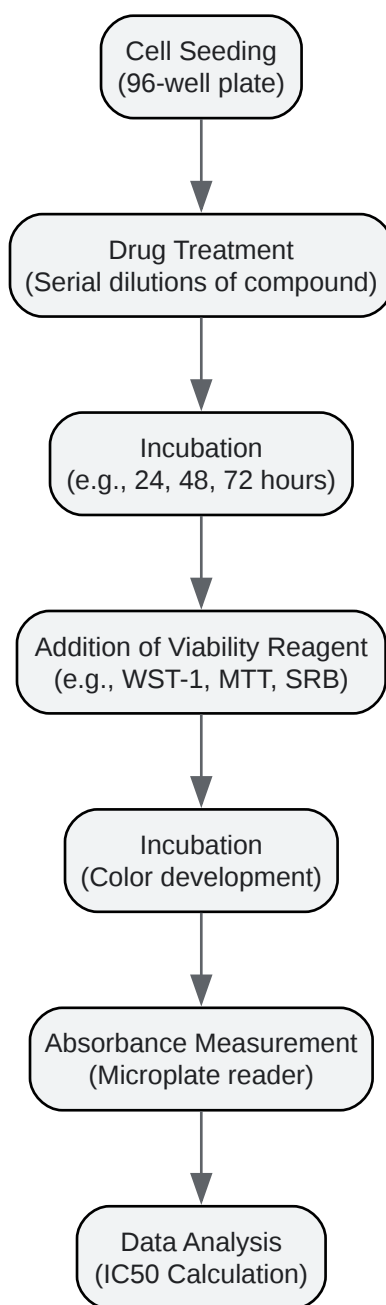 Cell Seeding
(96-well plate)
Drug Treatment
(Serial dilutions of compound)
Incubation
(e.g., 24, 48, 72 hours)
Addition of Viability Reagent
(e.g., WST-1, MTT, SRB)
Incubation
(Color development)
Absorbance Measurement
(Microplate reader)
Data Analysis
(IC50 Calculation)